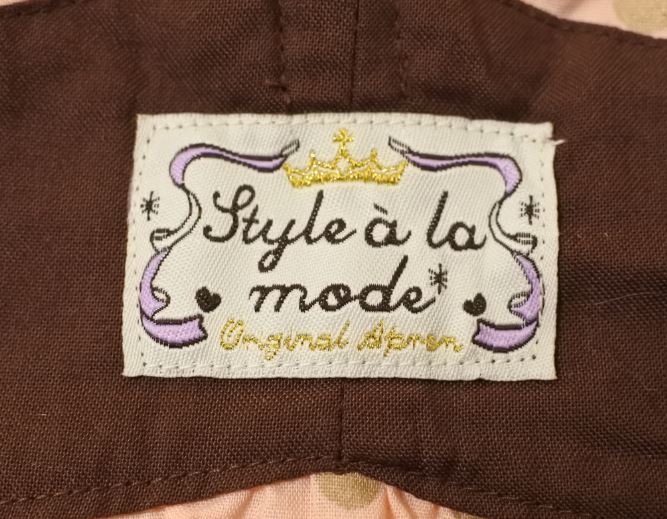 Style à la
mode*
Original Apron